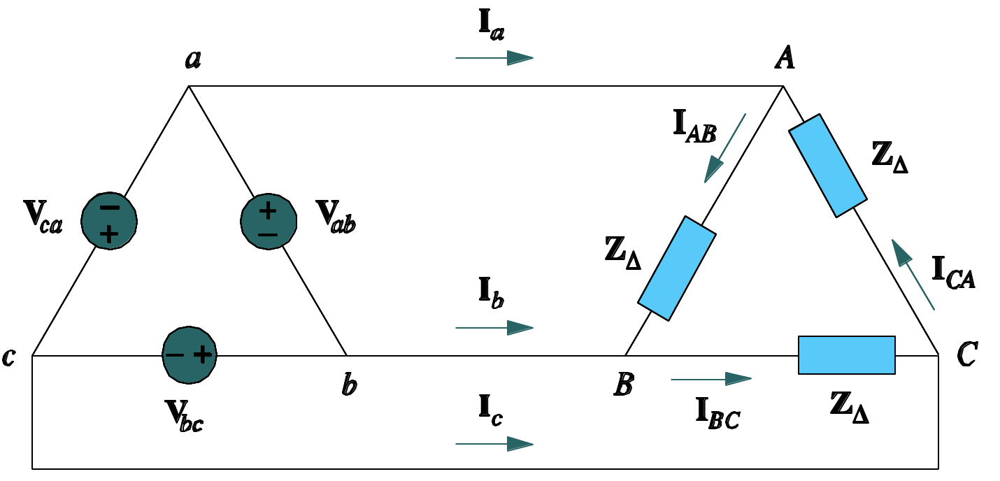 I_a
a
A
I_AB
Z_Δ
V_ca
− +
+ −
V_ab
Z_Δ
I_CA
I_b
c
− +
C
b
B
V_bc
I_c
I_BC
Z_Δ